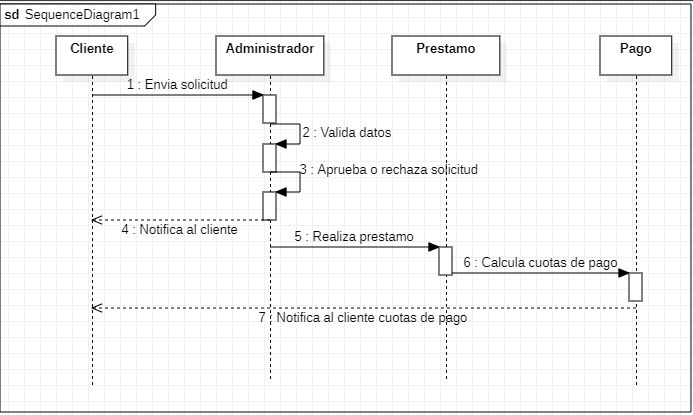 sd SequenceDiagram1
Cliente
Administrador
Prestamo
Pago
1 : Envia solicitud
2 : Valida datos
3 : Aprueba o rechaza solicitud
4 : Notifica al cliente
5 : Realiza prestamo
6 : Calcula cuotas de pago
7 : Notifica al cliente cuotas de pago